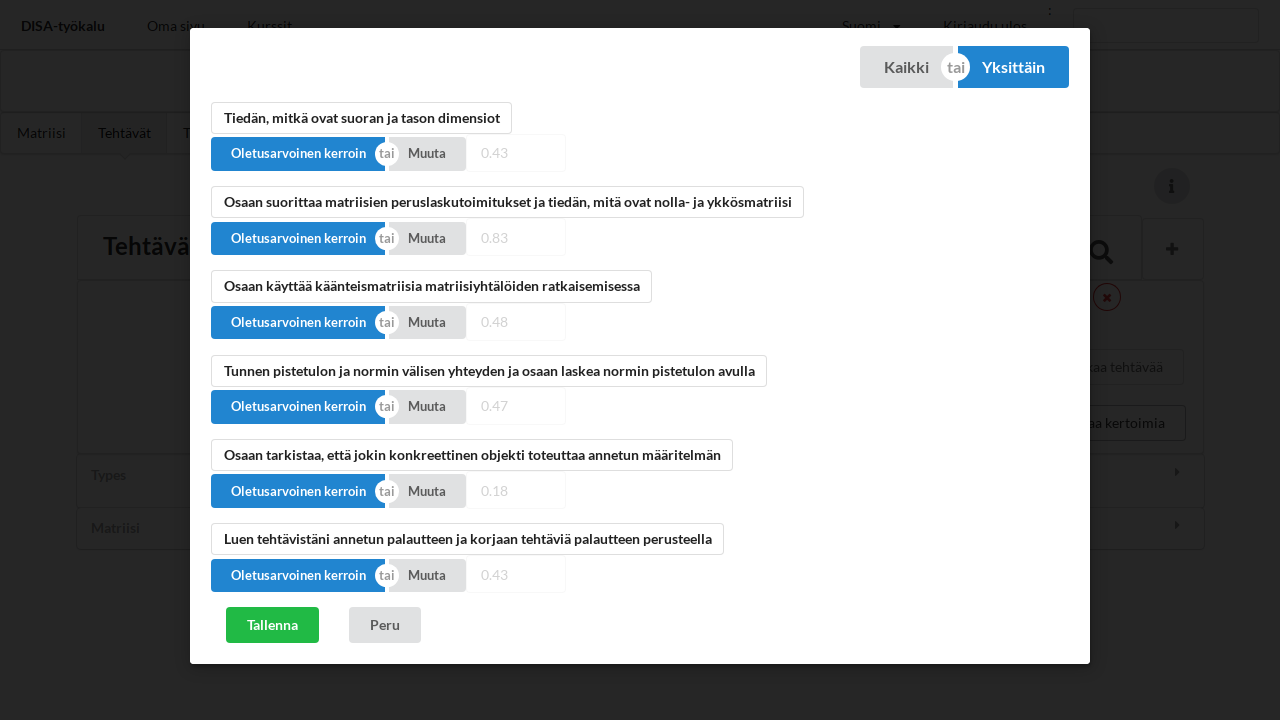 DISA-työkalu Oma sivu Kurssit Suomi Kirjaudu ulos :
Kaikki tai Yksittäin
Matriisi Tehtävät
Tiedän, mitkä ovat suoran ja tason dimensiot
Oletusarvoinen kerroin tai Muuta 0.43
Osaan suorittaa matriisien peruslaskutoimitukset ja tiedän, mitä ovat nolla- ja ykkösmatriisi
Oletusarvoinen kerroin tai Muuta 0.83
Osaan käyttää käänteismatriisia matriisiyhtälöiden ratkaisemisessa
Oletusarvoinen kerroin tai Muuta 0.48
Tunnen pistetulon ja normin välisen yhteyden ja osaan laskea normin pistetulon avulla
Oletusarvoinen kerroin tai Muuta 0.47
Osaan tarkistaa, että jokin konkreettinen objekti toteuttaa annetun määritelmän
Oletusarvoinen kerroin tai Muuta 0.18
Luen tehtävistäni annetun palautteen ja korjaan tehtäviä palautteen perusteella
Oletusarvoinen kerroin tai Muuta 0.43
Tallenna Peru
Tehtävä
tehtävää
kertoimia
Types
Matriisi